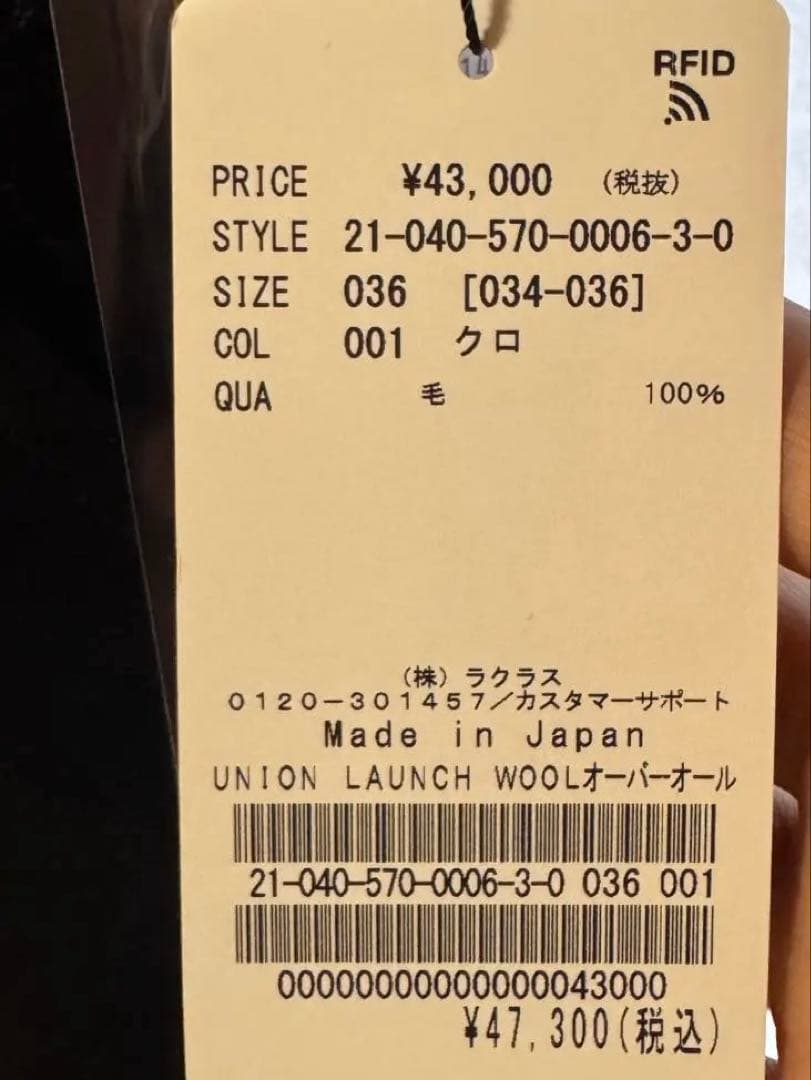 14
RFID
PRICE ¥43,000 (税抜)
STYLE 21-040-570-0006-3-0
SIZE 036 [034-036]
COL 001 クロ
QUA 毛 100%
(株) ラクラス
0120-301457/カスタマーサポート
Made in Japan
UNION LAUNCH WOOLオーバーオール
21-040-570-0006-3-0 036 001
00000000000000043000
¥47,300(税込)